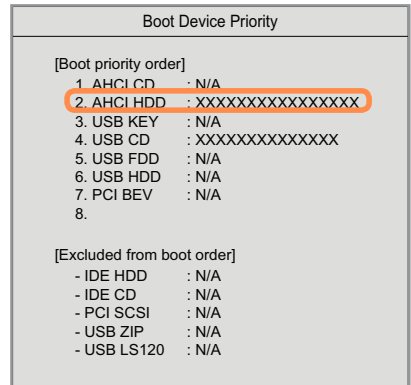 Boot Device Priority
[Boot priority order]
1. AHCI CD : N/A
2. AHCI HDD : XXXXXXXXXXXXXXXX
3. USB KEY : N/A
4. USB CD : XXXXXXXXXXXXXX
5. USB FDD : N/A
6. USB HDD : N/A
7. PCI BEV : N/A
8.
[Excluded from boot order]
- IDE HDD : N/A
- IDE CD : N/A
- PCI SCSI : N/A
- USB ZIP : N/A
- USB LS120 : N/A